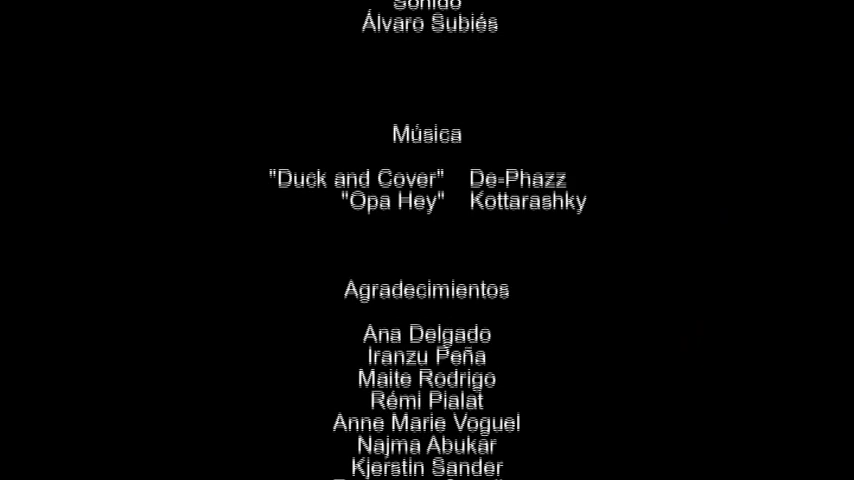 Sonido
Álvaro Subiés
Música
"Duck and Cover" De-Phazz
"Opa Hey" Kottarashky
Agradecimientos
Ana Delgado
Iranzu Peña
Maite Rodrigo
Rémi Pialat
Anne Marie Voguel
Najma Abukar
Kjerstin Sander